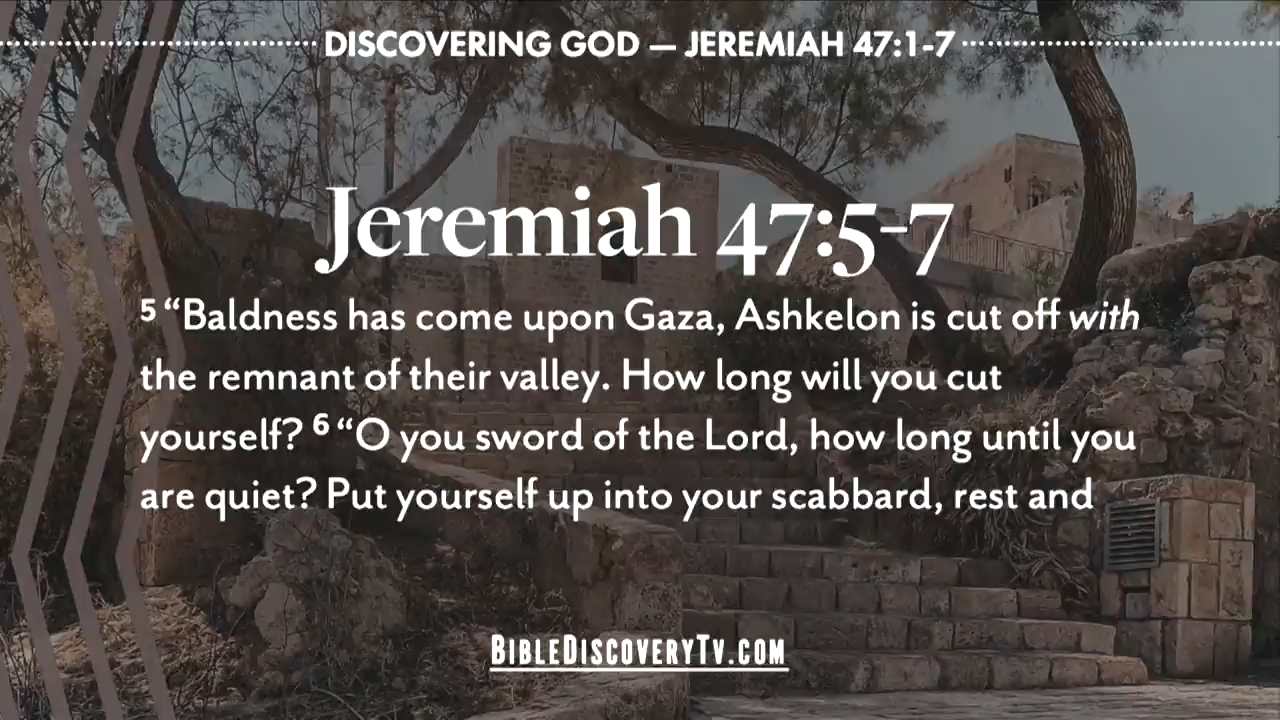 DISCOVERING GOD — JEREMIAH 47:1-7
Jeremiah 47:5-7
5 “Baldness has come upon Gaza, Ashkelon is cut off with
the remnant of their valley. How long will you cut
yourself? 6 “O you sword of the Lord, how long until you
are quiet? Put yourself up into your scabbard, rest and
BIBLEDISCOVERYTV.COM